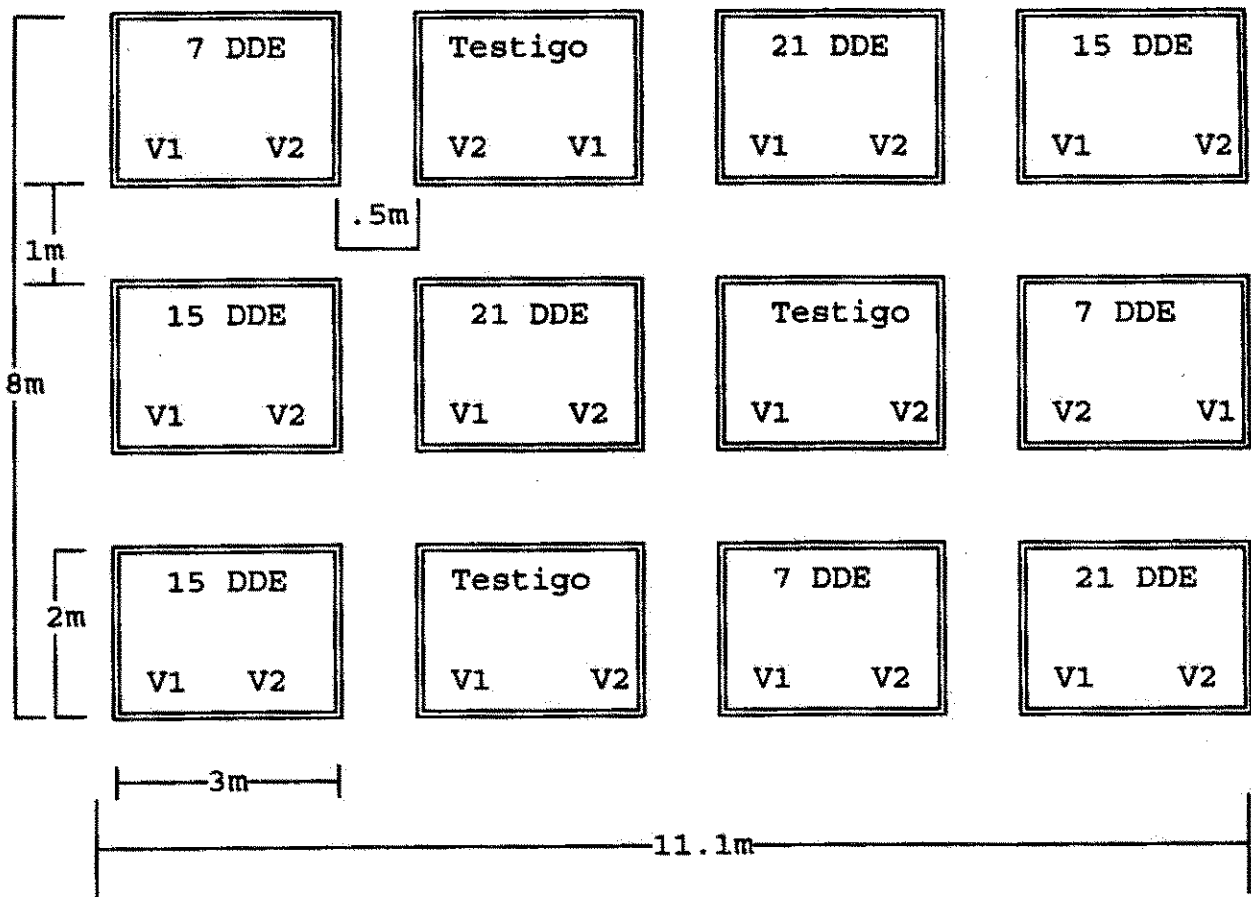 7 DDE Testigo 21 DDE 15 DDE
V1 V2 V2 V1 V1 V2 V1 V2
.5m
1m
15 DDE 21 DDE Testigo 7 DDE
8m
V1 V2 V1 V2 V1 V2 V2 V1
15 DDE Testigo 7 DDE 21 DDE
2m
V1 V2 V1 V2 V1 V2 V1 V2
3m
11.1m